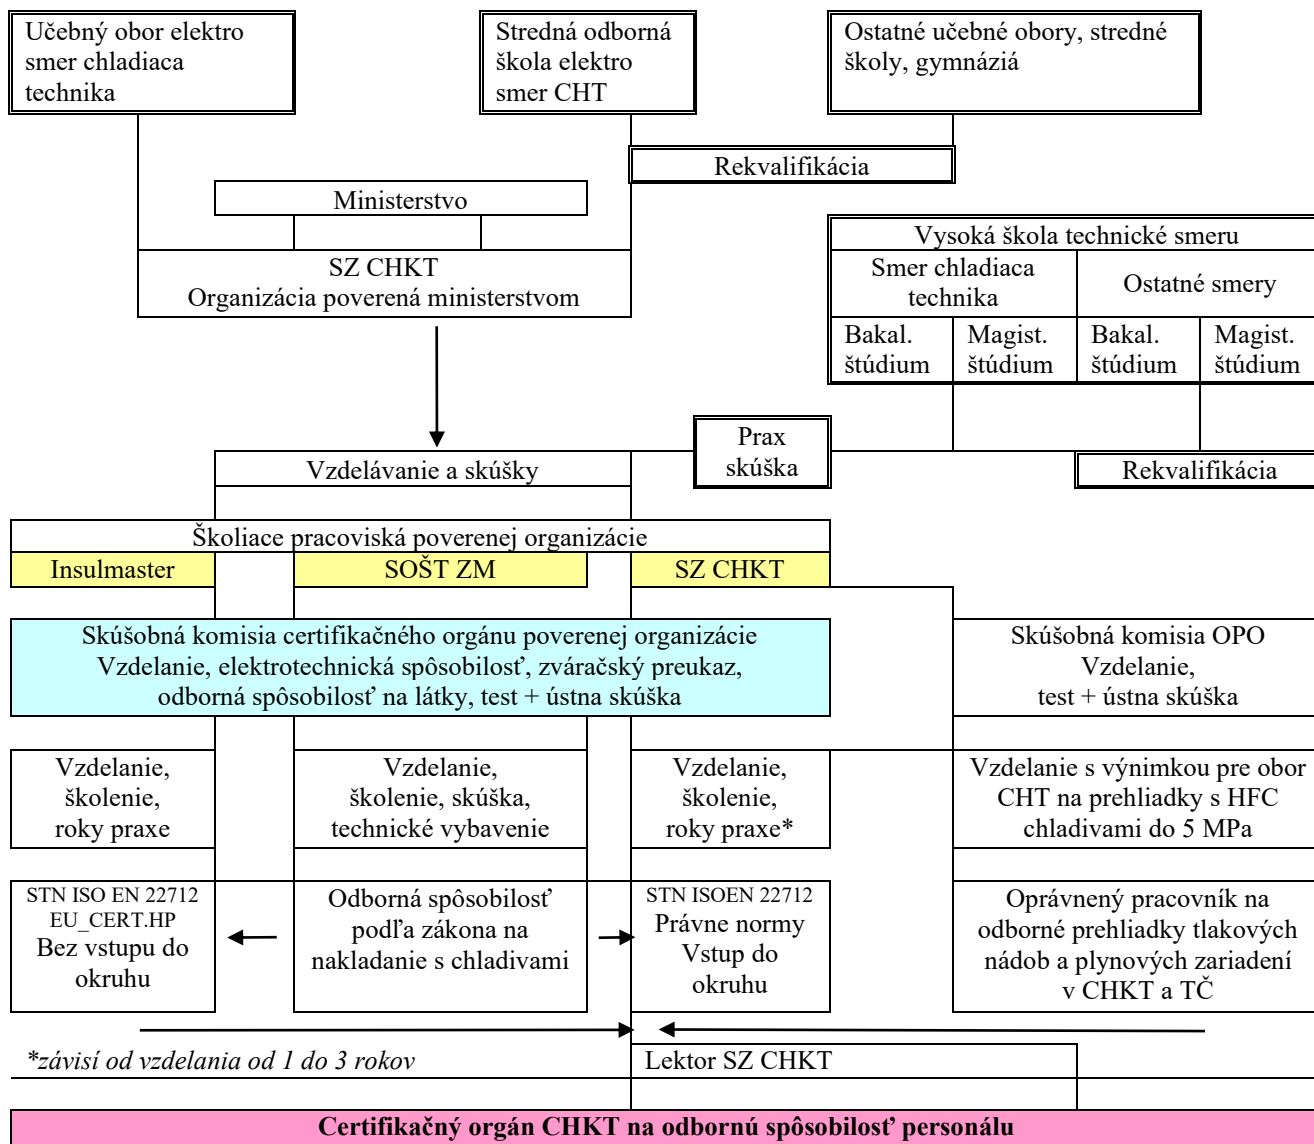 Učebný obor elektro
smer chladiaca
technika
Stredná odborná
škola elektro
smer CHT
Ostatné učebné obory, stredné
školy, gymnáziá
Rekvalifikácia
Ministerstvo
SZ CHKT
Organizácia poverená ministerstvom
Vysoká škola technické smeru
Smer chladiaca
technika
Ostatné smery
Bakal.
štúdium
Magist.
štúdium
Bakal.
štúdium
Magist.
štúdium
Prax
skúška
Vzdelávanie a skúšky
Rekvalifikácia
Školiace pracoviská poverenej organizácie
Insulmaster
SOŠT ZM
SZ CHKT
Skúšobná komisia certifikačného orgánu poverenej organizácie
Vzdelanie, elektrotechnická spôsobilosť, zváračský preukaz,
odborná spôsobilosť na látky, test + ústna skúška
Skúšobná komisia OPO
Vzdelanie,
test + ústna skúška
Vzdelanie,
školenie,
roky praxe
Vzdelanie,
školenie, skúška,
technické vybavenie
Vzdelanie,
školenie,
roky praxe*
Vzdelanie s výnimkou pre obor
CHT na prehliadky s HFC
chladivami do 5 MPa
STN ISO EN 22712
EU_CERT.HP
Bez vstupu do
okruhu
Odborná spôsobilosť
podľa zákona na
nakladanie s chladivami
STN ISOEN 22712
Právne normy
Vstup do
okruhu
Oprávnený pracovník na
odborné prehliadky tlakových
nádob a plynových zariadení
v CHKT a TČ
*závisí od vzdelania od 1 do 3 rokov
Lektor SZ CHKT
Certifikačný orgán CHKT na odbornú spôsobilosť personálu